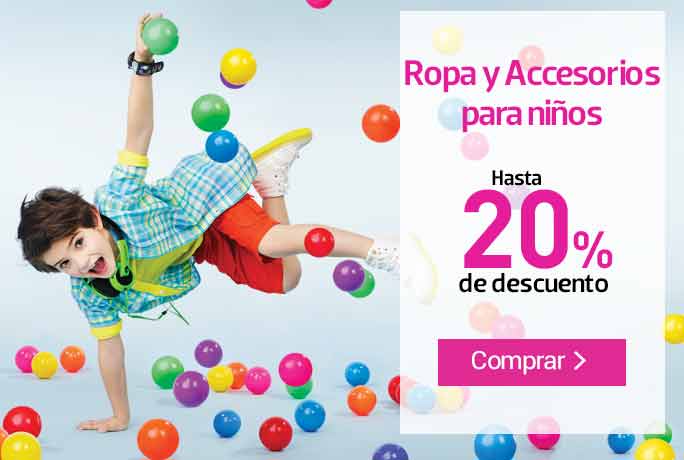 Ropa y Accesorios
para niños
Hasta
20%
de descuento
Comprar >